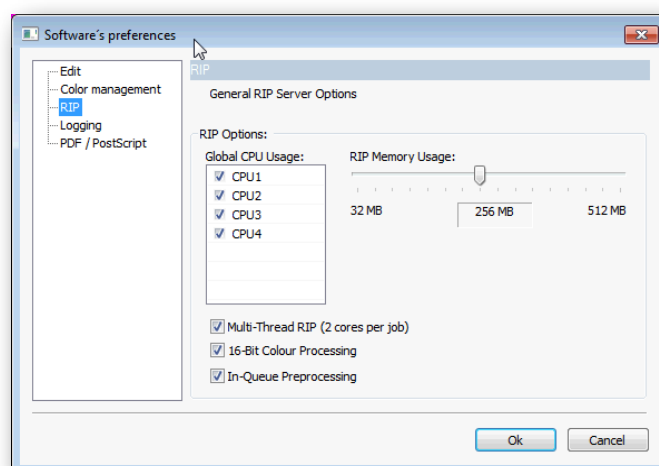 Software´s preferences
Edit
Color management
RIP
Logging
PDF / PostScript
RIP
General RIP Server Options
RIP Options:
Global CPU Usage:
CPU1
CPU2
CPU3
CPU4
RIP Memory Usage:
32 MB 256 MB 512 MB
Multi-Thread RIP (2 cores per job)
16-Bit Colour Processing
In-Queue Preprocessing
Ok Cancel